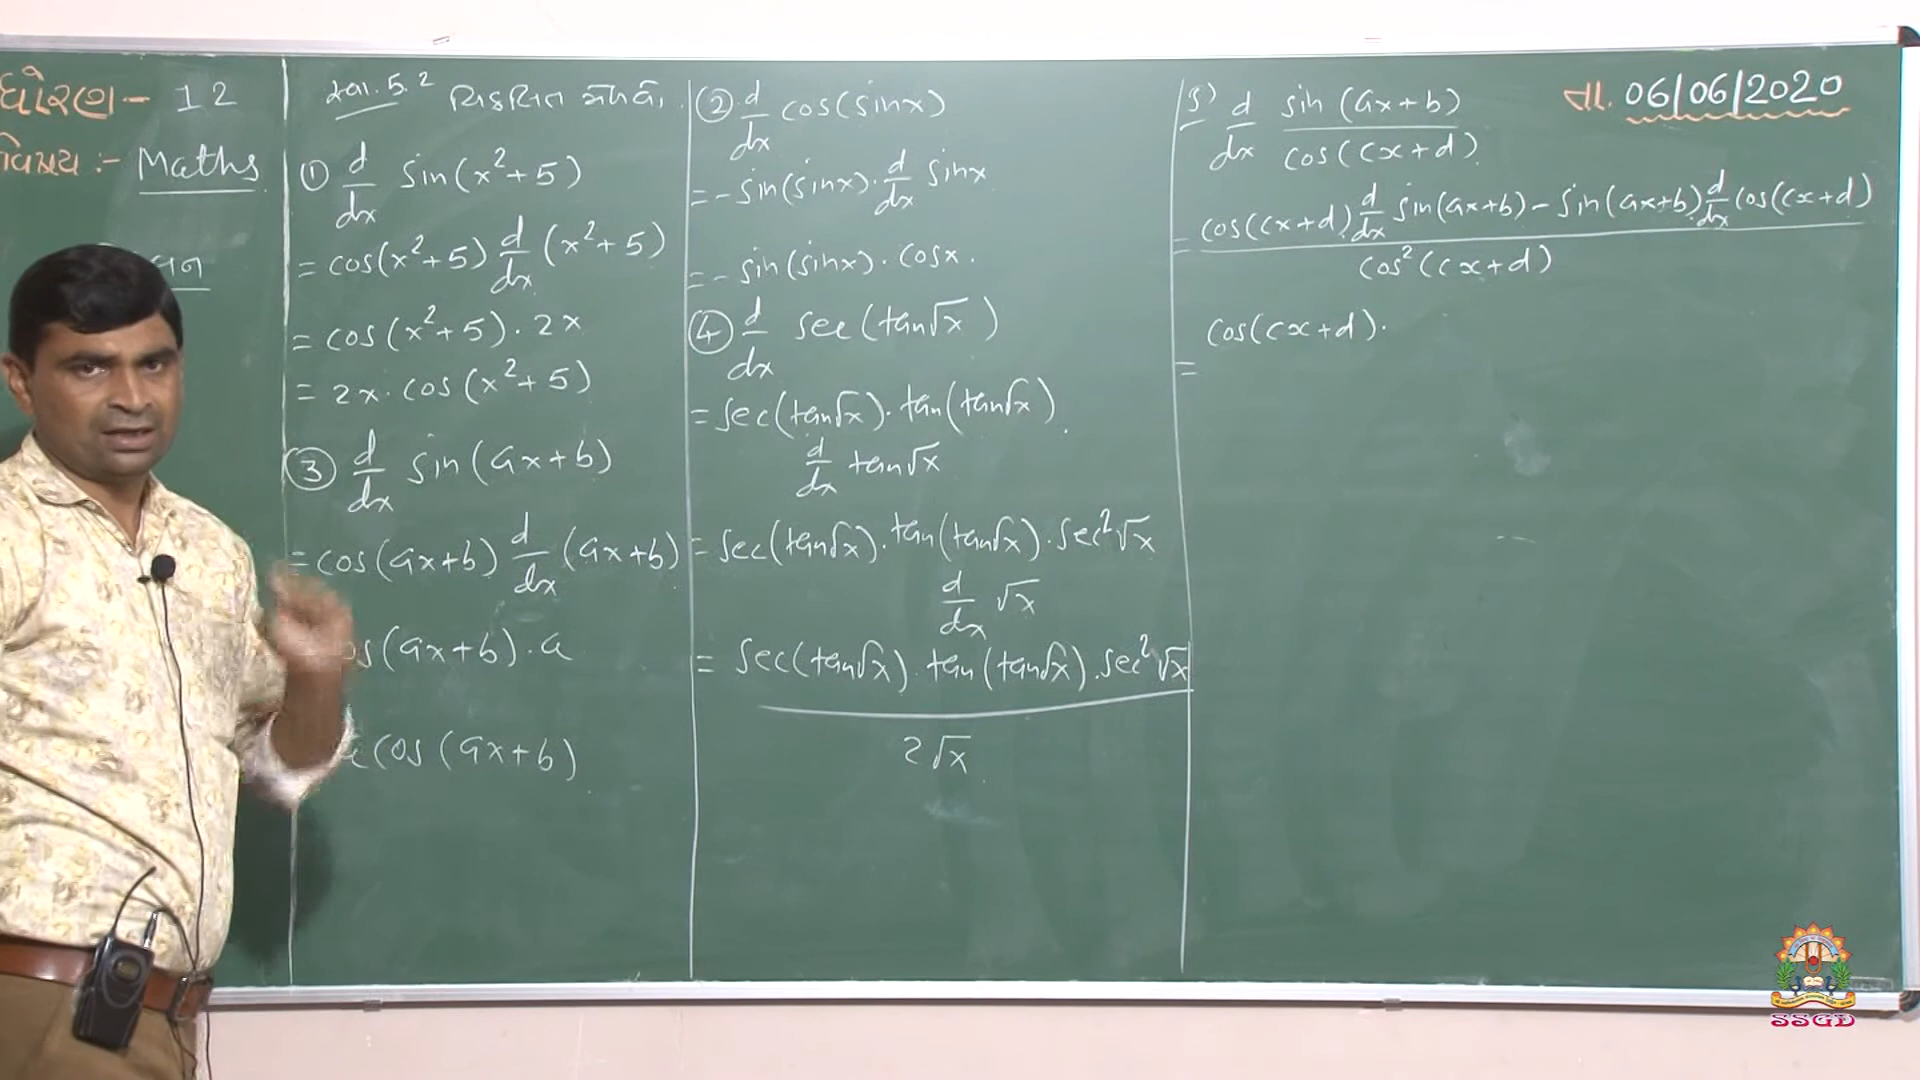 ધોરણ:- 12
વિષય :- Maths
સ્વા. 5.2
① d/dx sin(x²+5)
= cos(x²+5) d/dx (x²+5)
= cos(x²+5) · 2x
= 2x · cos(x²+5)
③ d/dx sin(ax+b)
= cos(ax+b) d/dx (ax+b)
os(ax+b) · a
cos(ax+b)
② d/dx cos(sinx)
= - sin(sinx) · d/dx sinx
= - sin(sinx) · cosx.
④ d/dx sec(tan√x)
= sec(tan√x) · tan(tan√x).
d/dx tan√x
= sec(tan√x) · tan(tan√x) · sec²√x
d/dx √x
= sec(tan√x) · tan(tan√x) · sec²√x
2√x
5) d/dx sin(ax+b)
cos(cx+d)
= cos(cx+d) d/dx sin(ax+b) - sin(ax+b) d/dx cos(cx+d)
cos²(cx+d)
cos(cx+d) ·
=
તા. 06/06/2020
SSGD